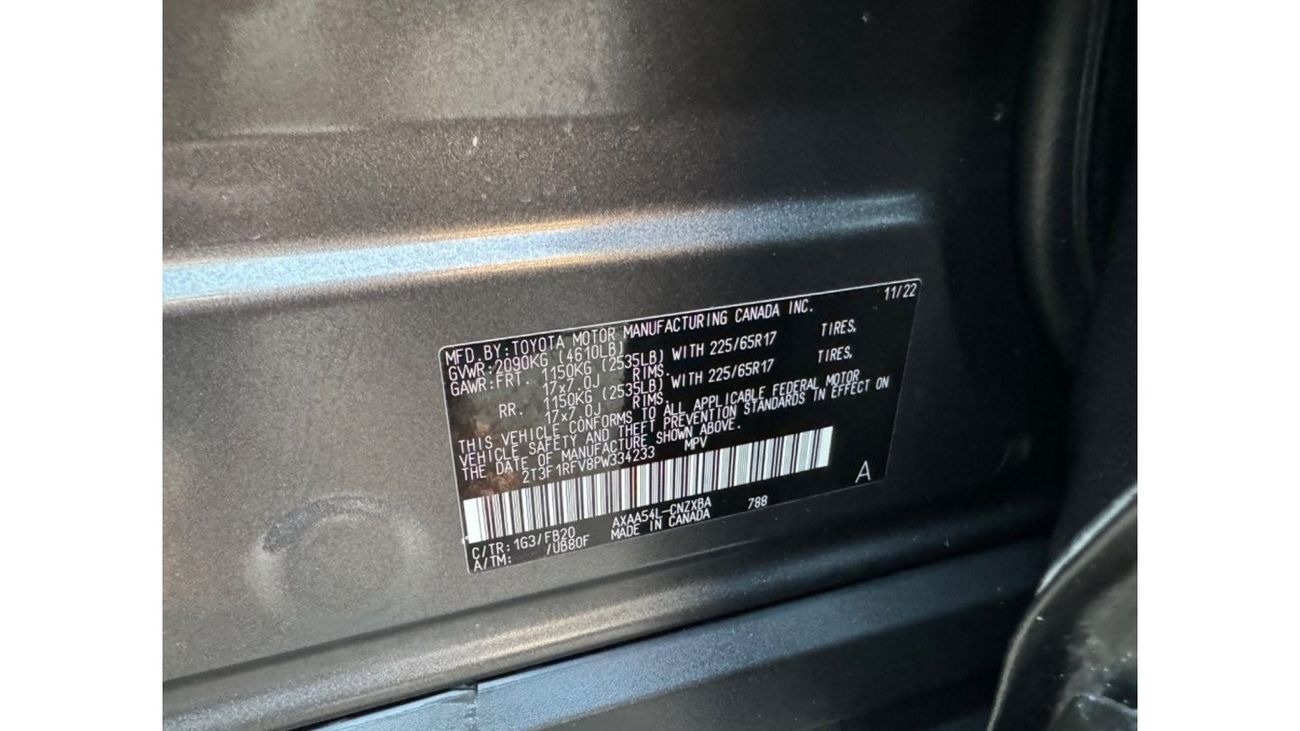 11/22
MFD.BY:TOYOTA MOTOR MANUFACTURING CANADA INC.
GVWR:2090KG (4610LB)
GAWR:FRT. 1150KG (2535LB) WITH 225/65R17 TIRES,
17x7.0J RIMS.
RR. 1150KG (2535LB) WITH 225/65R17 TIRES,
17x7.0J RIMS.
THIS VEHICLE CONFORMS TO ALL APPLICABLE FEDERAL MOTOR
VEHICLE SAFETY AND THEFT PREVENTION STANDARDS IN EFFECT ON
THE DATE OF MANUFACTURE SHOWN ABOVE.
2T3F1RFV8PW334233 MPV
A
C/TR:1G3/FB20 AXAA54L-CNZXBA 788
A/TM: /UB80F MADE IN CANADA